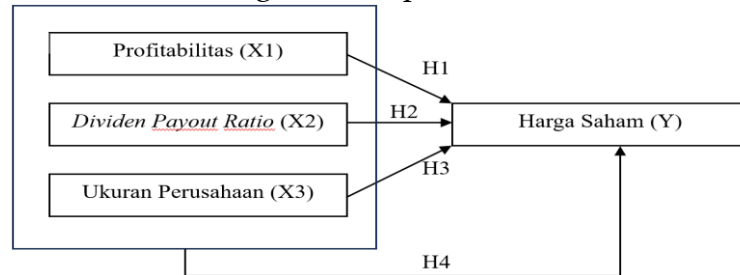 Profitabilitas (X1)
H1
Dividen Payout Ratio (X2)
H2
Harga Saham (Y)
H3
Ukuran Perusahaan (X3)
H4